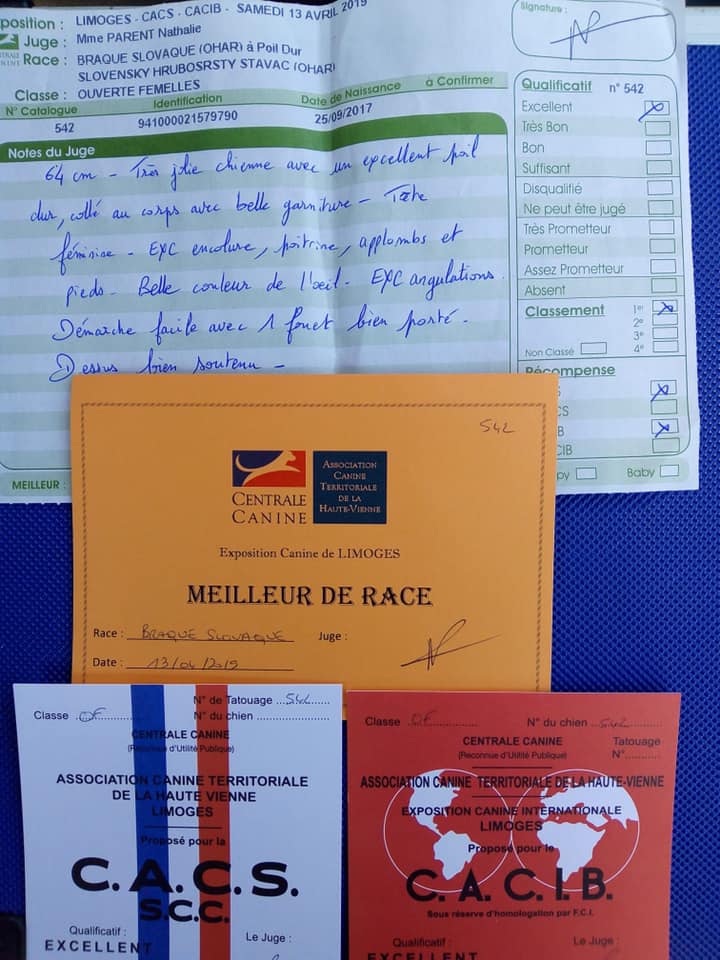 xposition : LIMOGES - CACS - CACIB - SAMEDI 13 AVRIL 2019
Juge : Mme PARENT Nathalie
CENTRALE CANINE
Race : BRAQUE SLOVAQUE (OHAR) à Poil Dur
SLOVENSKY HRUBOSRSTY STAVAC (OHAR)
Classe : OUVERTE FEMELLES
N° Catalogue Identification Date de Naissance à Confirmer
542 941000021579790 25/09/2017
Notes du Juge
64 cm - Très jolie chienne avec un excellent poil
dur, collé au corps avec belle garniture - Tête
féminine - EXC encolure, poitrine, applombs et
pieds - Belle couleur de l'oeil - EXC angulations
Démarche facile avec 1 fouet bien porté -
Dessus bien soutenu -
MEILLEUR :
Signature :
Qualificatif n° 542
Excellent
Très Bon
Bon
Suffisant
Disqualifié
Ne peut être jugé
Très Prometteur
Prometteur
Assez Prometteur
Absent
Classement 1er
2e
3e
Non Classé 4e
Récompense
S
CS
B
CIB
py Baby
542
CENTRALE
CANINE
ASSOCIATION
CANINE
TERRITORIALE
DE LA
HAUTE-VIENNE
Exposition Canine de LIMOGES
MEILLEUR DE RACE
Race : BRAQUE SLOVAQUE Juge :
Date : 13/04/2019
N° de Tatouage ...542......
Classe ..OF........... N° du chien ..................
CENTRALE CANINE
(Reconnue d'Utilité Publique)
ASSOCIATION CANINE TERRITORIALE
DE LA HAUTE VIENNE
LIMOGES
Proposé pour la
C.A.C.S.
S.C.C.
Qualificatif : Le Juge :
EXCELLENT
Classe ..OF........... N° du chien ...542.......
CENTRALE CANINE Tatouage
(Reconnue d'Utilité Publique) N°..........
ASSOCIATION CANINE TERRITORIALE DE LA HAUTE-VIENNE
EXPOSITION CANINE INTERNATIONALE
LIMOGES
Proposé pour le
C.A.C.I.B.
Sous réserve d'homologation par F.C.I.
Qualificatif : Le Juge :
EXCELLENT